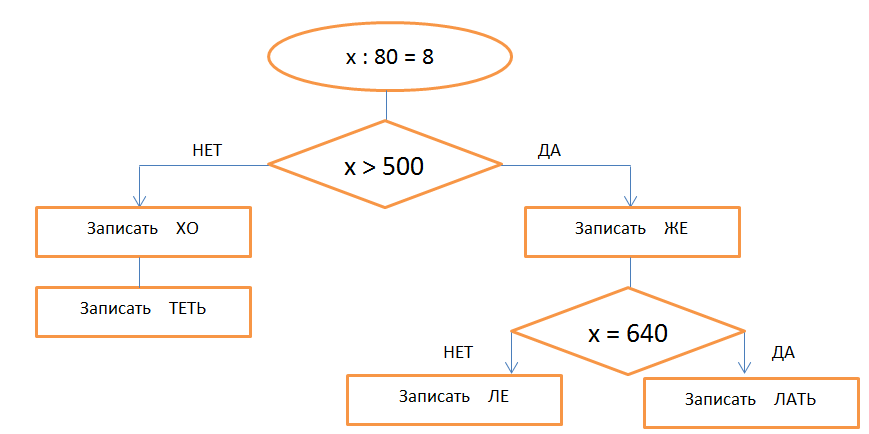 x : 80 = 8
НЕТ
ДА
x > 500
Записать ХО
Записать ЖЕ
Записать ТЕТЬ
x = 640
НЕТ
ДА
Записать ЛЕ
Записать ЛАТЬ